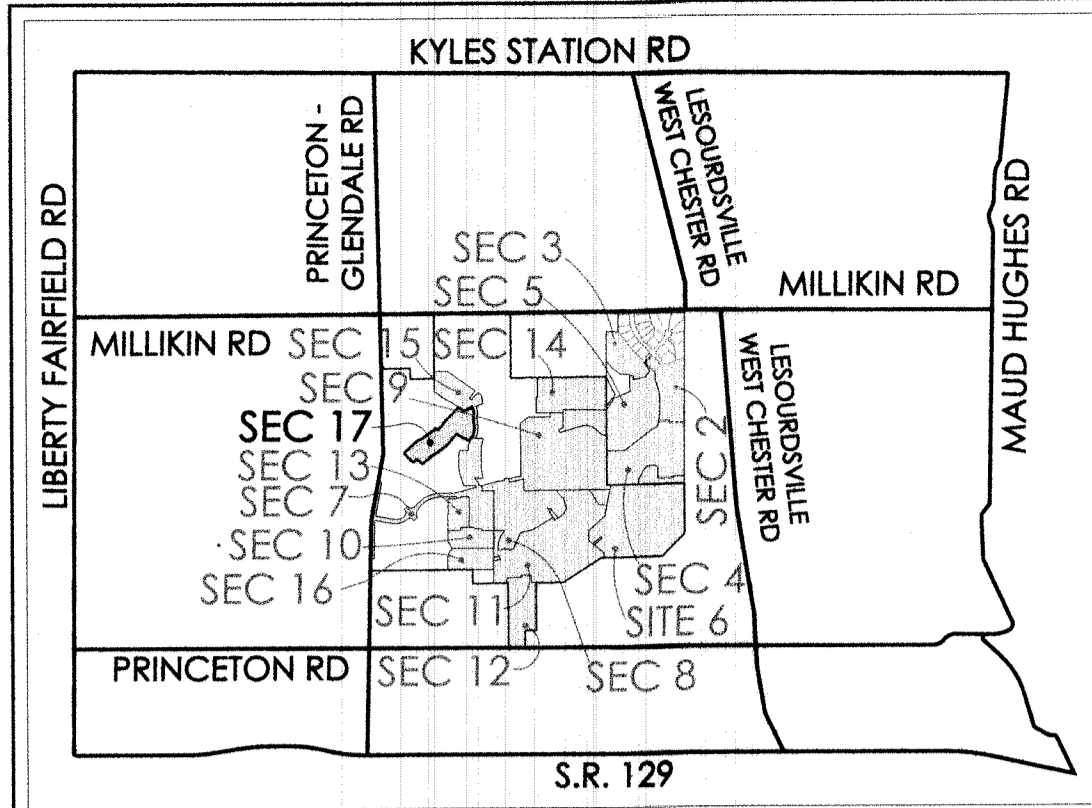 KYLES STATION RD
PRINCETON -
GLENDALE RD
LESOURDSVILLE
WEST CHESTER RD
LIBERTY FAIRFIELD RD
MAUD HUGHES RD
SEC 3
SEC 5
MILLIKIN RD
MILLIKIN RD
SEC 15
SEC 14
SEC 9
SEC 17
SEC 13
SEC 7
SEC 10
SEC 16
SEC 2
LESOURDSVILLE
WEST CHESTER RD
SEC 4
SEC 11
SITE 6
PRINCETON RD
SEC 12
SEC 8
S.R. 129